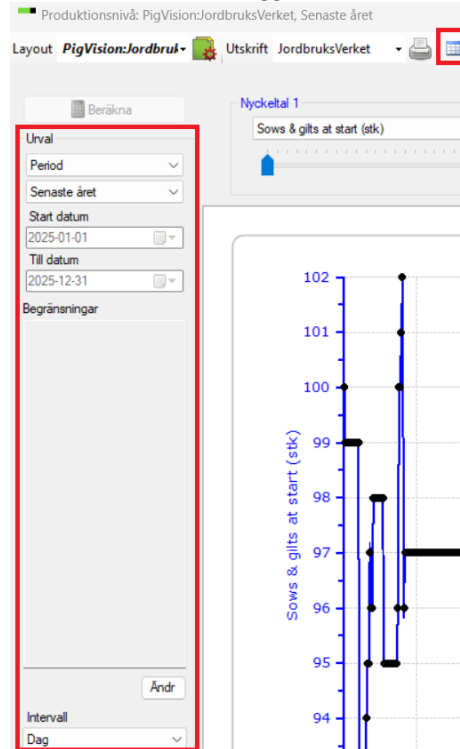 Produktionsnivå: PigVision:JordbruksVerket, Senaste året
Layout PigVision:Jordbruk- Utskrift JordbruksVerket
Beräkna
Nyckeltal 1
Sows & gilts at start (stk)
Urval
Period
Senaste året
Start datum
2025-01-01
Till datum
2025-12-31
Begränsningar
Ändr
Intervall
Dag
102
101
100
99
98
97
96
95
94
Sows & gilts at start (stk)